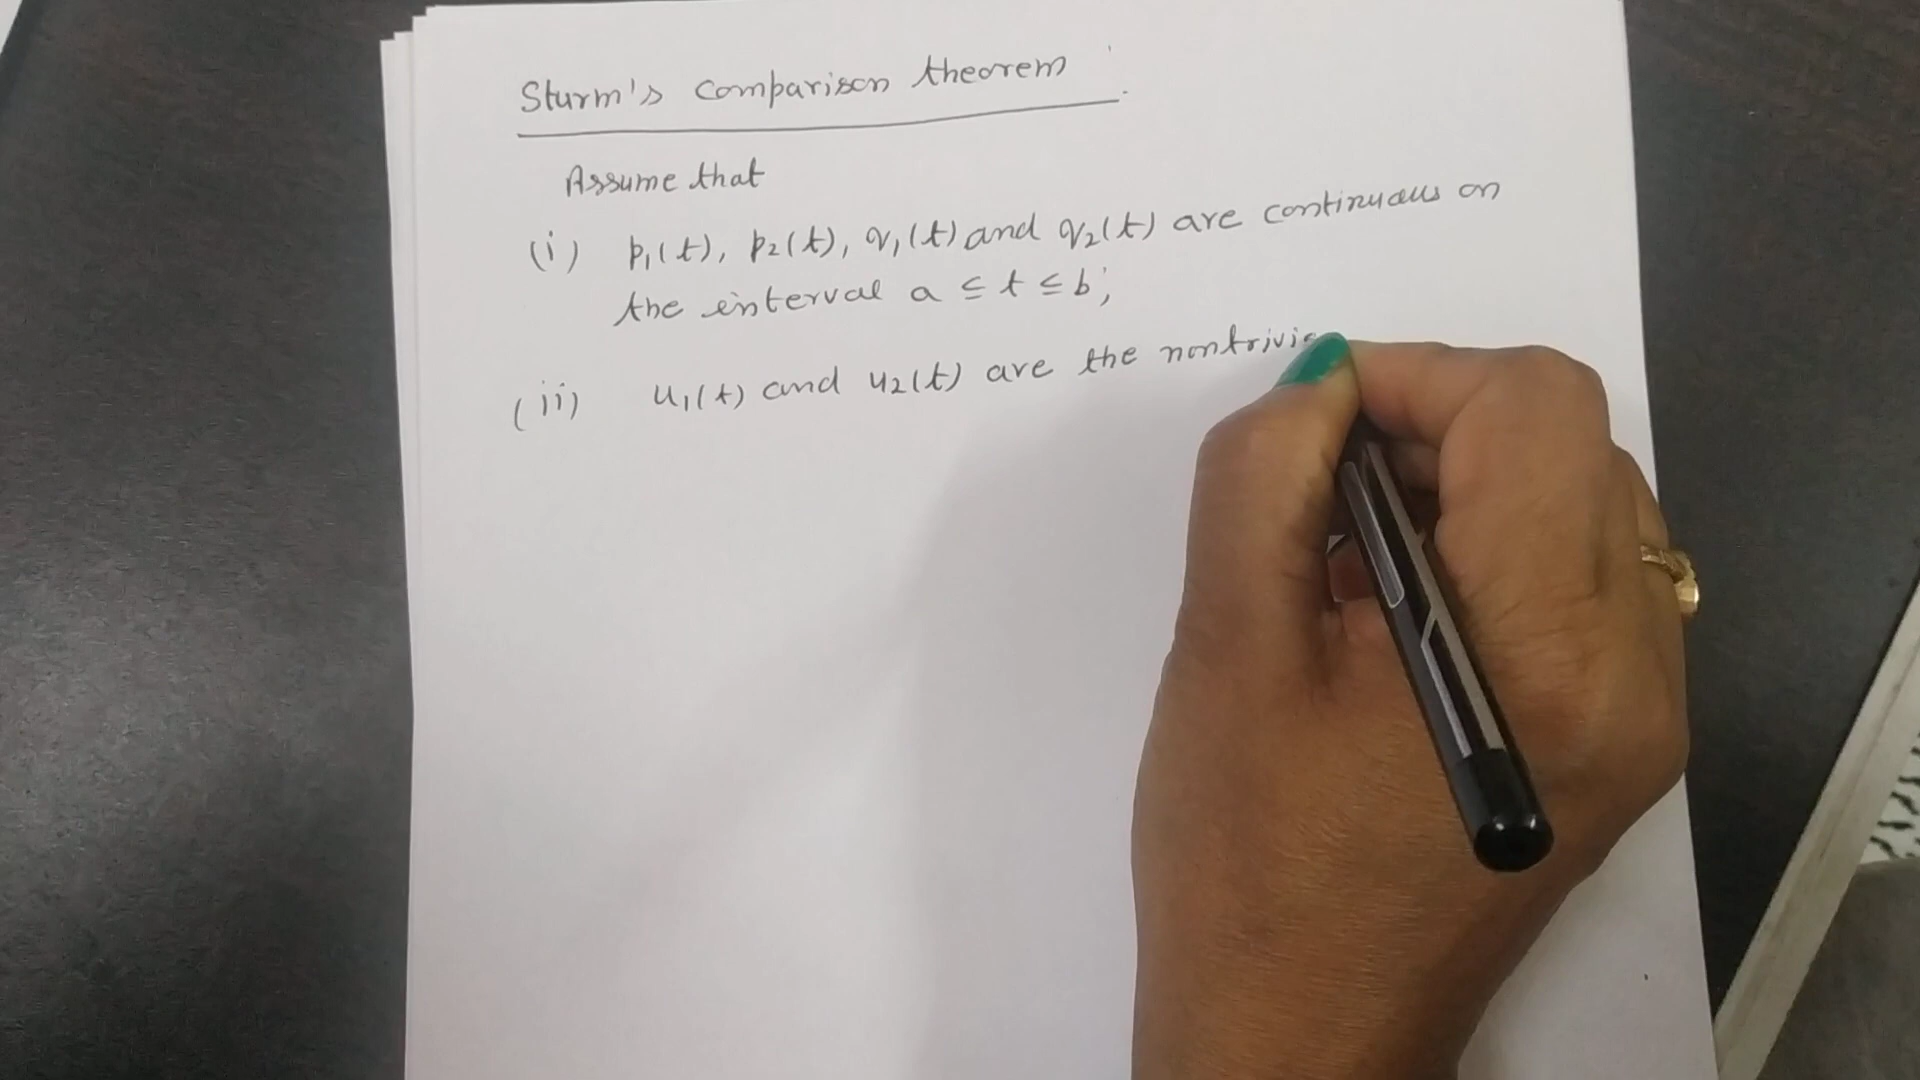 Sturm's comparison theorem
Assume that
(i) p₁(t), p₂(t), q₁(t) and q₂(t) are continuous on
the interval a ≤ t ≤ b;
(ii) u₁(t) and u₂(t) are the nontrivia